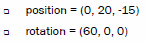 position = (0, 20, -15)
rotation = (60, 0, 0)